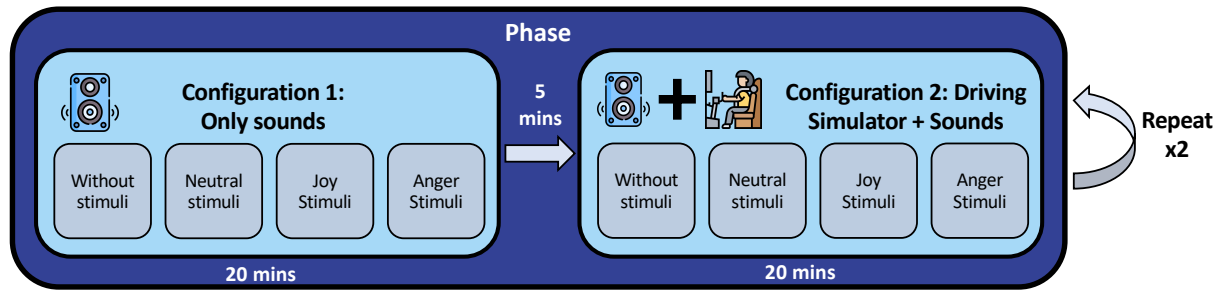 Phase
Configuration 1:
Only sounds
Without
stimuli
Neutral
stimuli
Joy
Stimuli
Anger
Stimuli
20 mins
5
mins
Configuration 2: Driving
Simulator + Sounds
Without
stimuli
Neutral
stimuli
Joy
Stimuli
Anger
Stimuli
20 mins
Repeat
x2